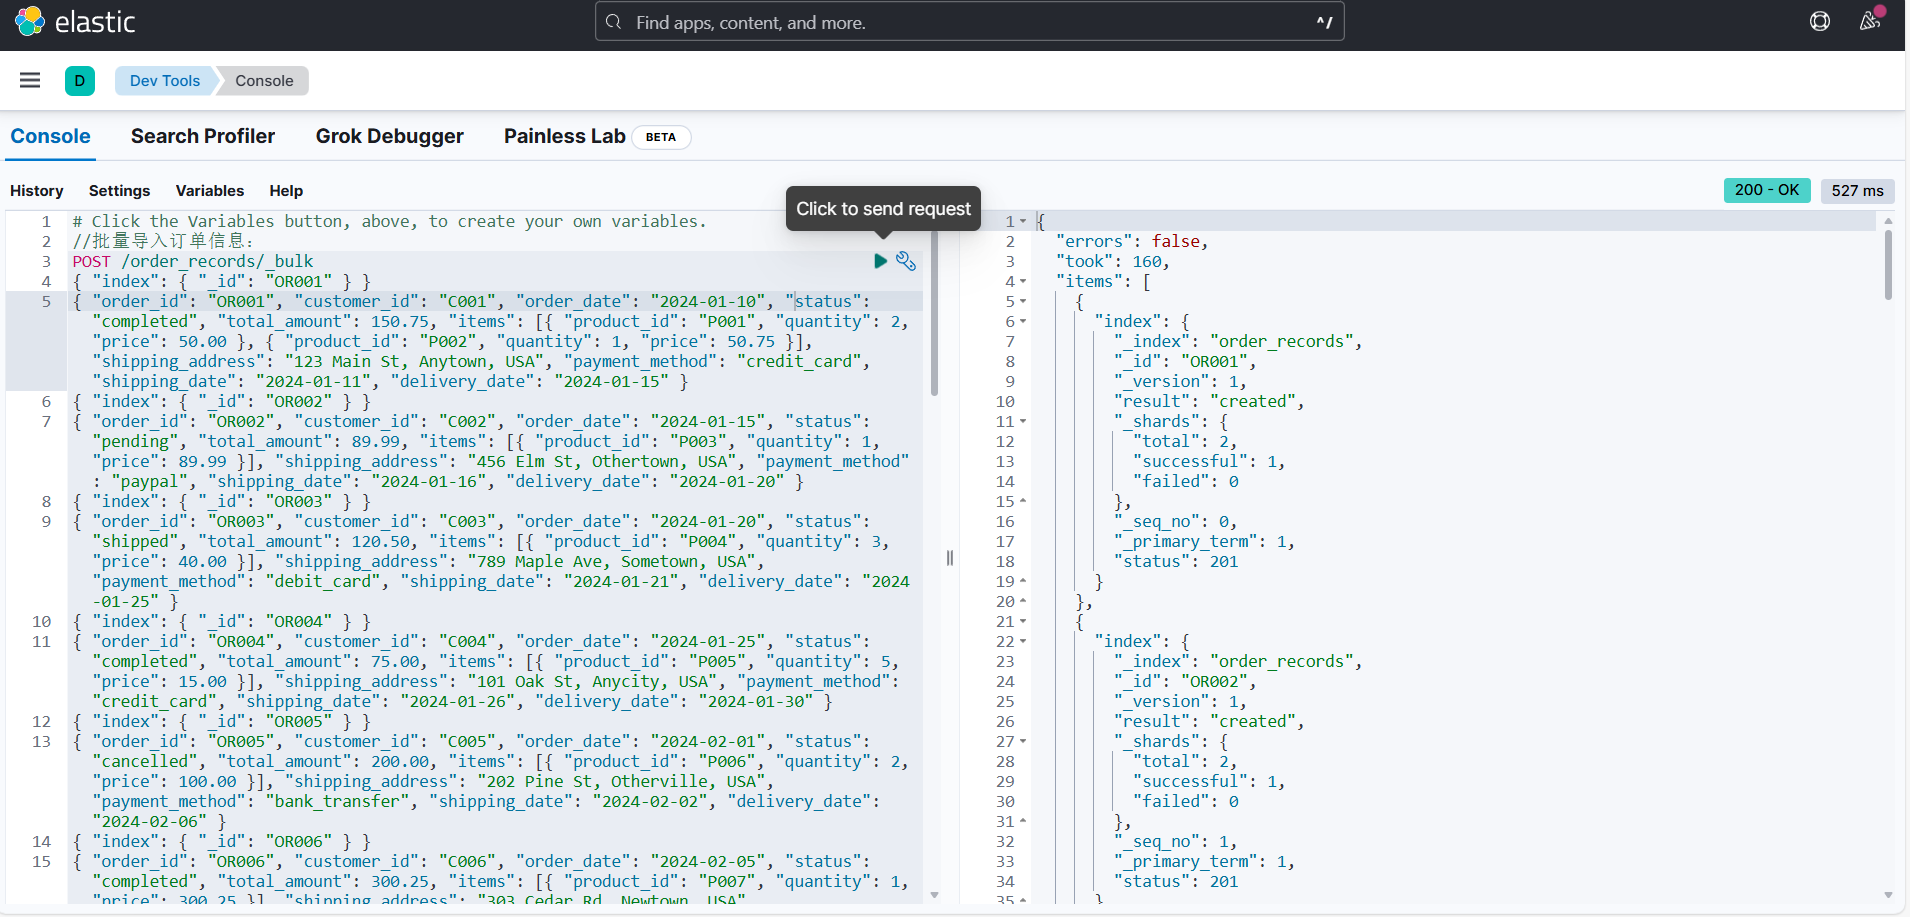 elastic
Find apps, content, and more.
^/
D
Dev Tools
Console
Console
Search Profiler
Grok Debugger
Painless Lab
BETA
History
Settings
Variables
Help
Click to send request
200 - OK
527 ms
1 # Click the Variables button, above, to create your own variables.
2 //批量导入订单信息:
3 POST /order_records/_bulk
4 { "index": { "_id": "OR001" } }
5 { "order_id": "OR001", "customer_id": "C001", "order_date": "2024-01-10", "status":
"completed", "total_amount": 150.75, "items": [{ "product_id": "P001", "quantity": 2,
"price": 50.00 }, { "product_id": "P002", "quantity": 1, "price": 50.75 }],
"shipping_address": "123 Main St, Anytown, USA", "payment_method": "credit_card",
"shipping_date": "2024-01-11", "delivery_date": "2024-01-15" }
6 { "index": { "_id": "OR002" } }
7 { "order_id": "OR002", "customer_id": "C002", "order_date": "2024-01-15", "status":
"pending", "total_amount": 89.99, "items": [{ "product_id": "P003", "quantity": 1,
"price": 89.99 }], "shipping_address": "456 Elm St, Othertown, USA", "payment_method"
: "paypal", "shipping_date": "2024-01-16", "delivery_date": "2024-01-20" }
8 { "index": { "_id": "OR003" } }
9 { "order_id": "OR003", "customer_id": "C003", "order_date": "2024-01-20", "status":
"shipped", "total_amount": 120.50, "items": [{ "product_id": "P004", "quantity": 3,
"price": 40.00 }], "shipping_address": "789 Maple Ave, Sometown, USA",
"payment_method": "debit_card", "shipping_date": "2024-01-21", "delivery_date": "2024
-01-25" }
10 { "index": { "_id": "OR004" } }
11 { "order_id": "OR004", "customer_id": "C004", "order_date": "2024-01-25", "status":
"completed", "total_amount": 75.00, "items": [{ "product_id": "P005", "quantity": 5,
"price": 15.00 }], "shipping_address": "101 Oak St, Anycity, USA", "payment_method":
"credit_card", "shipping_date": "2024-01-26", "delivery_date": "2024-01-30" }
12 { "index": { "_id": "OR005" } }
13 { "order_id": "OR005", "customer_id": "C005", "order_date": "2024-02-01", "status":
"cancelled", "total_amount": 200.00, "items": [{ "product_id": "P006", "quantity": 2,
"price": 100.00 }], "shipping_address": "202 Pine St, Otherville, USA",
"payment_method": "bank_transfer", "shipping_date": "2024-02-02", "delivery_date":
"2024-02-06" }
14 { "index": { "_id": "OR006" } }
15 { "order_id": "OR006", "customer_id": "C006", "order_date": "2024-02-05", "status":
"completed", "total_amount": 300.25, "items": [{ "product_id": "P007", "quantity": 1,
"price": 300.25 }], "shipping_address": "303 Cedar Rd, Newtown, USA",
1 {
2 "errors": false,
3 "took": 160,
4 "items": [
5 {
6 "index": {
7 "_index": "order_records",
8 "_id": "OR001",
9 "_version": 1,
10 "result": "created",
11 "_shards": {
12 "total": 2,
13 "successful": 1,
14 "failed": 0
15 },
16 "_seq_no": 0,
17 "_primary_term": 1,
18 "status": 201
19 }
20 },
21 {
22 "index": {
23 "_index": "order_records",
24 "_id": "OR002",
25 "_version": 1,
26 "result": "created",
27 "_shards": {
28 "total": 2,
29 "successful": 1,
30 "failed": 0
31 },
32 "_seq_no": 1,
33 "_primary_term": 1,
34 "status": 201
35 }